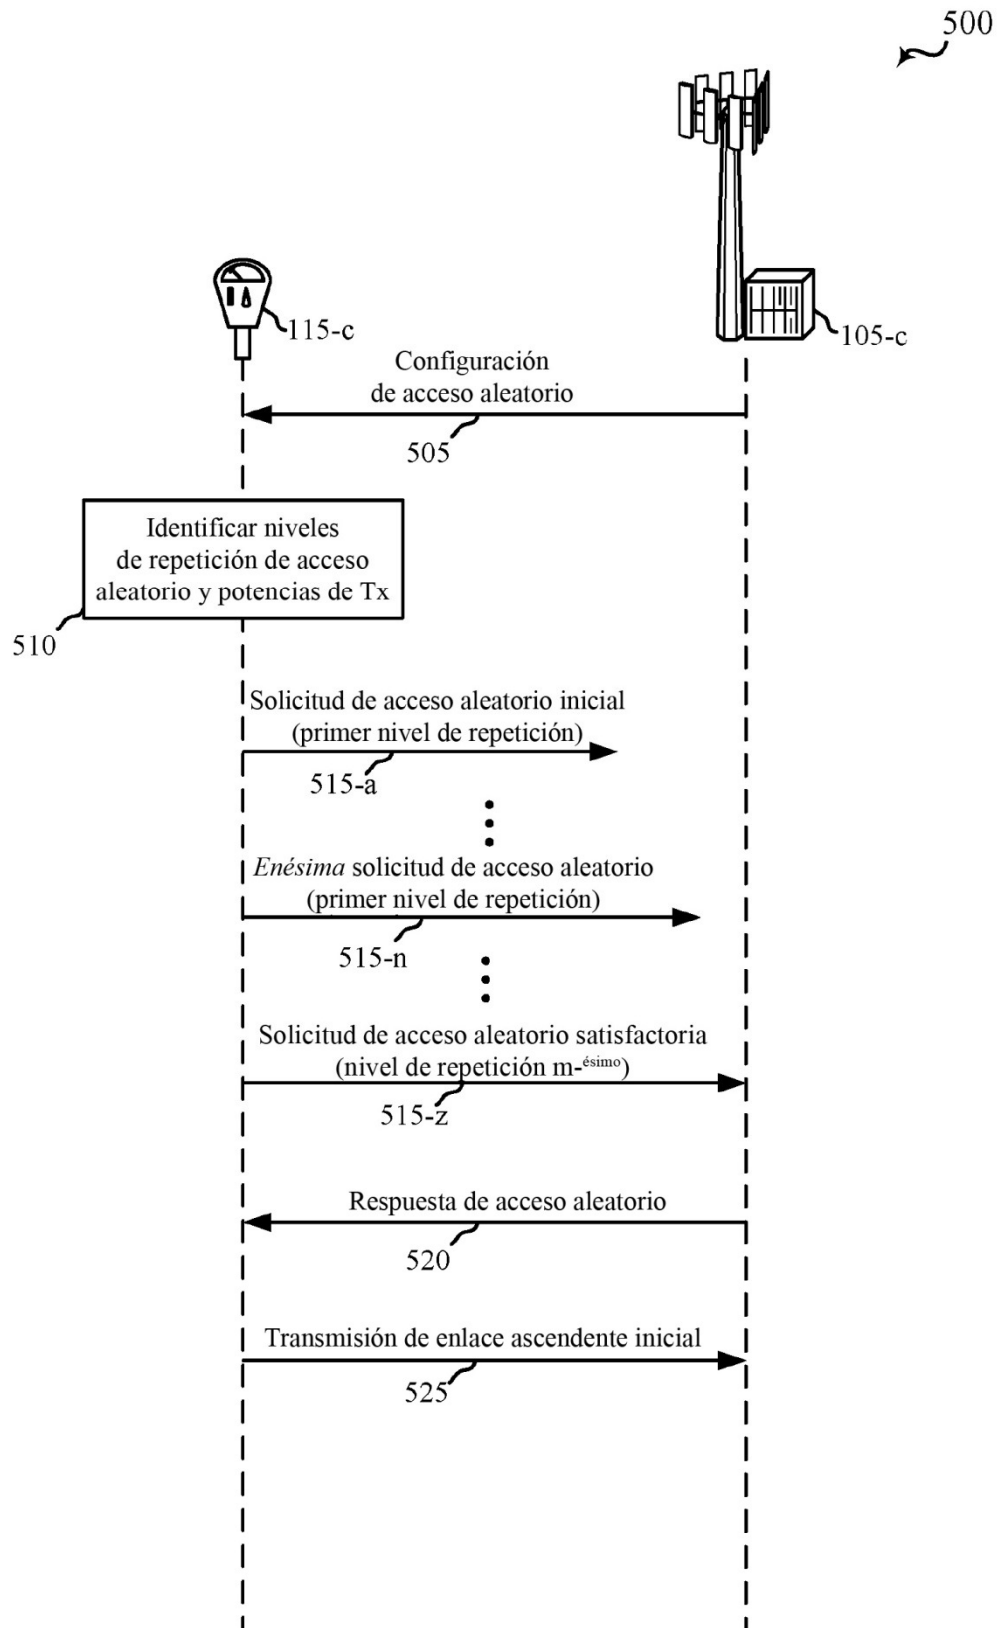 500
115-c
105-c
Configuración
de acceso aleatorio
505
Identificar niveles
de repetición de acceso
aleatorio y potencias de Tx
510
Solicitud de acceso aleatorio inicial
(primer nivel de repetición)
515-a
Enésima solicitud de acceso aleatorio
(primer nivel de repetición)
515-n
Solicitud de acceso aleatorio satisfactoria
(nivel de repetición m-ésimo)
515-z
Respuesta de acceso aleatorio
520
Transmisión de enlace ascendente inicial
525